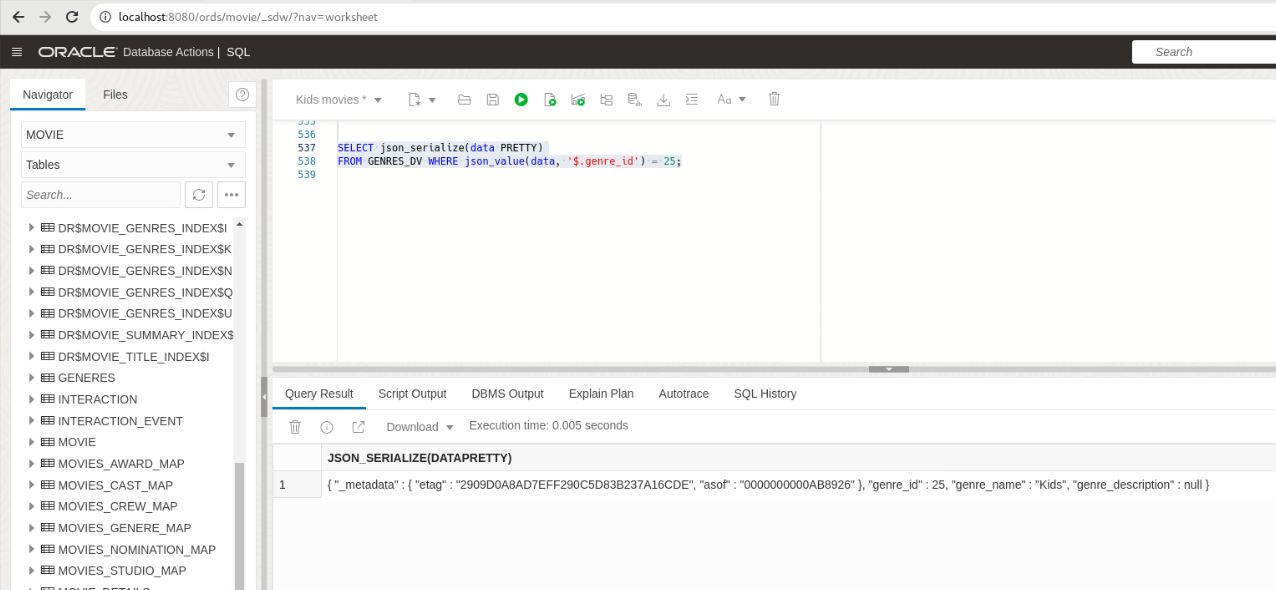 localhost:8080/ords/movie/_sdw/?nav=worksheet
ORACLE Database Actions | SQL
Search
Navigator Files
MOVIE
Tables
Search...
DR$MOVIE_GENRES_INDEX$I
DR$MOVIE_GENRES_INDEX$K
DR$MOVIE_GENRES_INDEX$N
DR$MOVIE_GENRES_INDEX$Q
DR$MOVIE_GENRES_INDEX$U
DR$MOVIE_SUMMARY_INDEX$
DR$MOVIE_TITLE_INDEX$I
GENERES
INTERACTION
INTERACTION_EVENT
MOVIE
MOVIES_AWARD_MAP
MOVIES_CAST_MAP
MOVIES_CREW_MAP
MOVIES_GENERE_MAP
MOVIES_NOMINATION_MAP
MOVIES_STUDIO_MAP
MOVIE_DETAILS
Kids movies * Aa
535
536
537 SELECT json_serialize(data PRETTY)
538 FROM GENRES_DV WHERE json_value(data, '$.genre_id') = 25;
539
Query Result Script Output DBMS Output Explain Plan Autotrace SQL History
Download Execution time: 0.005 seconds
JSON_SERIALIZE(DATAPRETTY)
1 { "_metadata" : { "etag" : "2909D0A8AD7EFF290C5D83B237A16CDE", "asof" : "0000000000AB8926" }, "genre_id" : 25, "genre_name" : "Kids", "genre_description" : null }